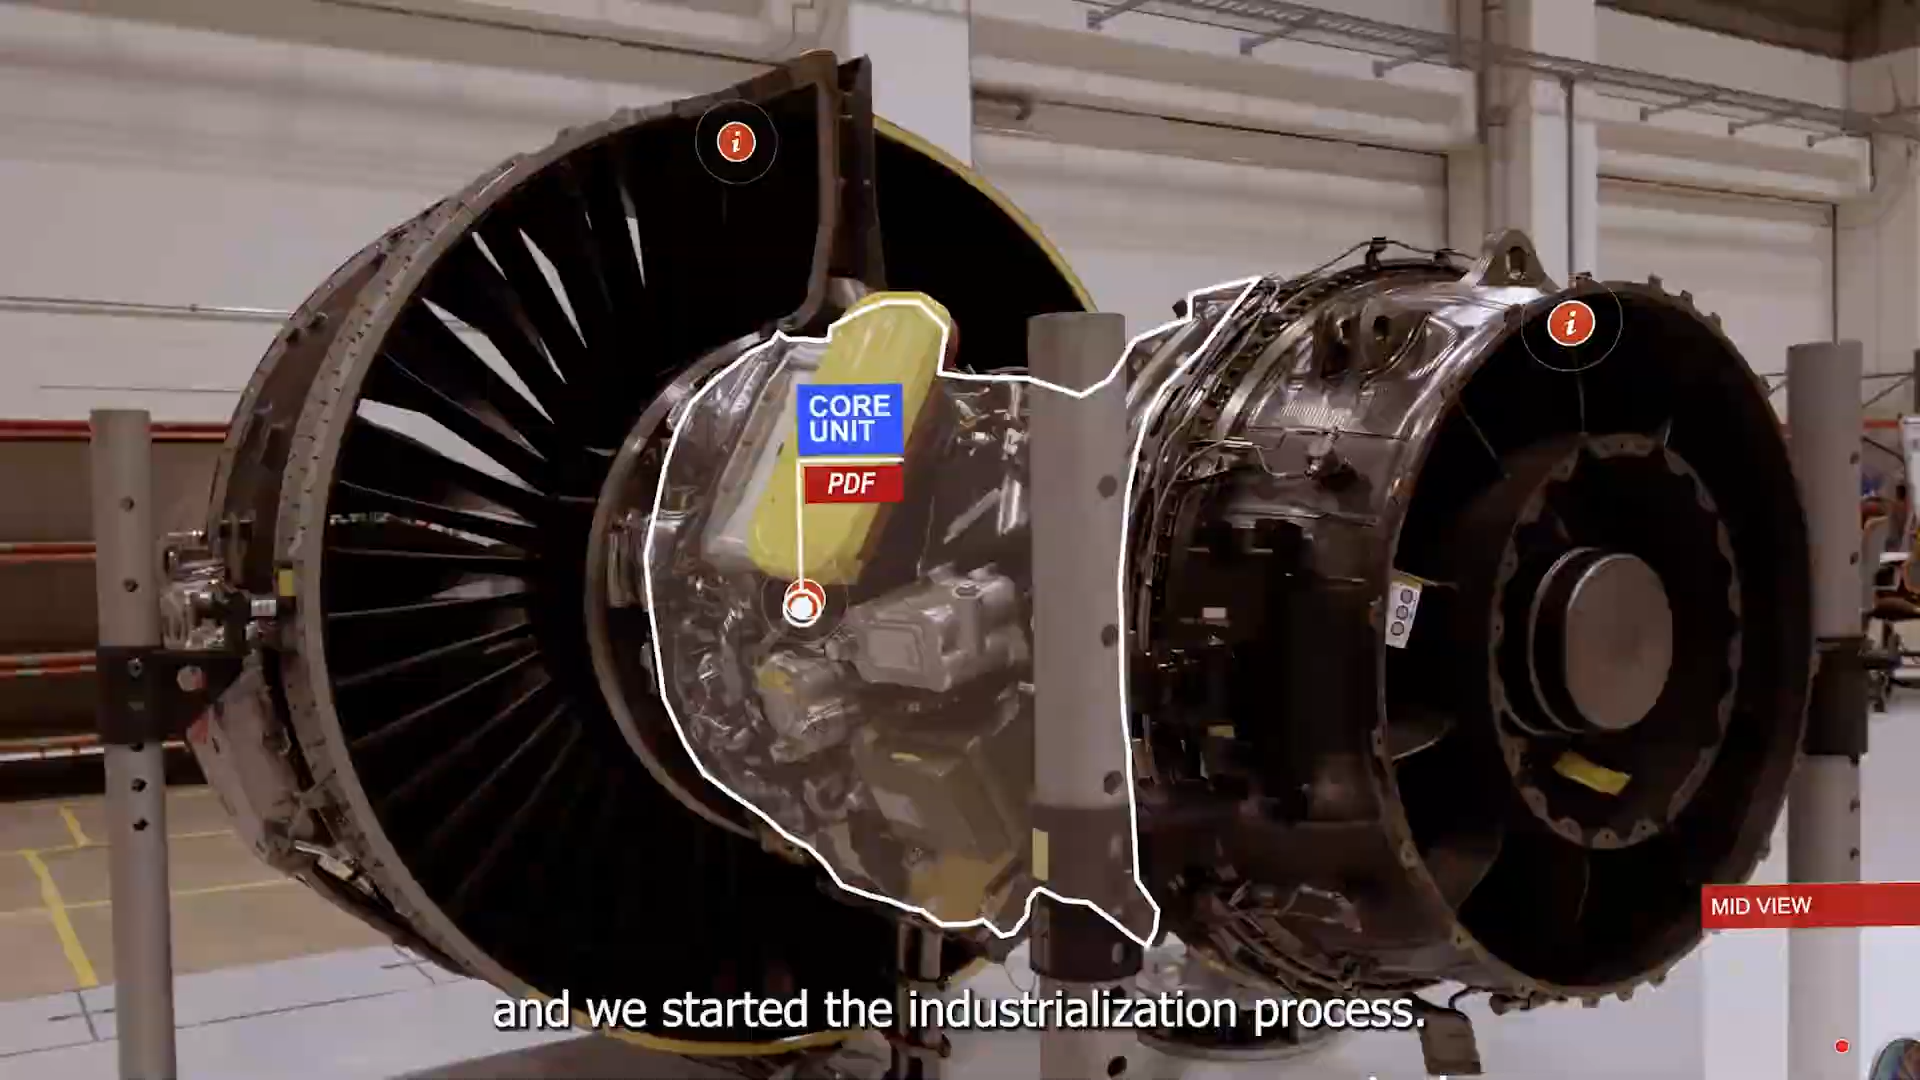 i
i
CORE
UNIT
PDF
MID VIEW
and we started the industrialization process.